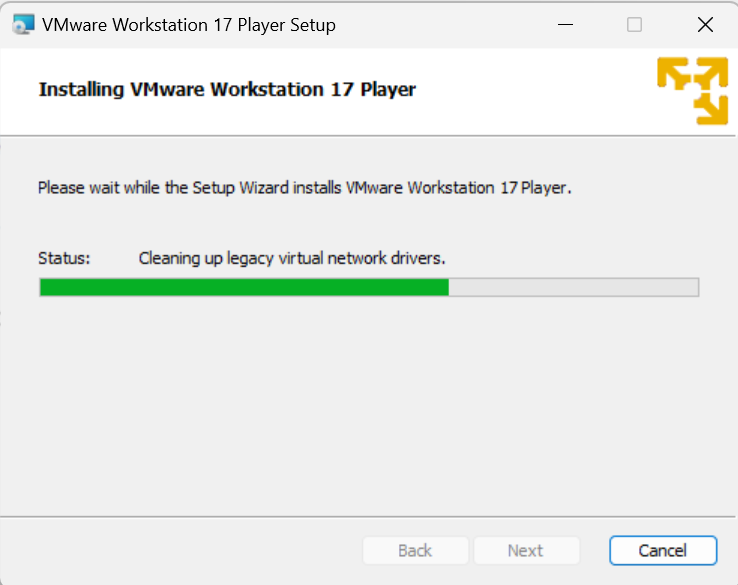 VMware Workstation 17 Player Setup
Installing VMware Workstation 17 Player
Please wait while the Setup Wizard installs VMware Workstation 17 Player.
Status: Cleaning up legacy virtual network drivers.
Back Next Cancel